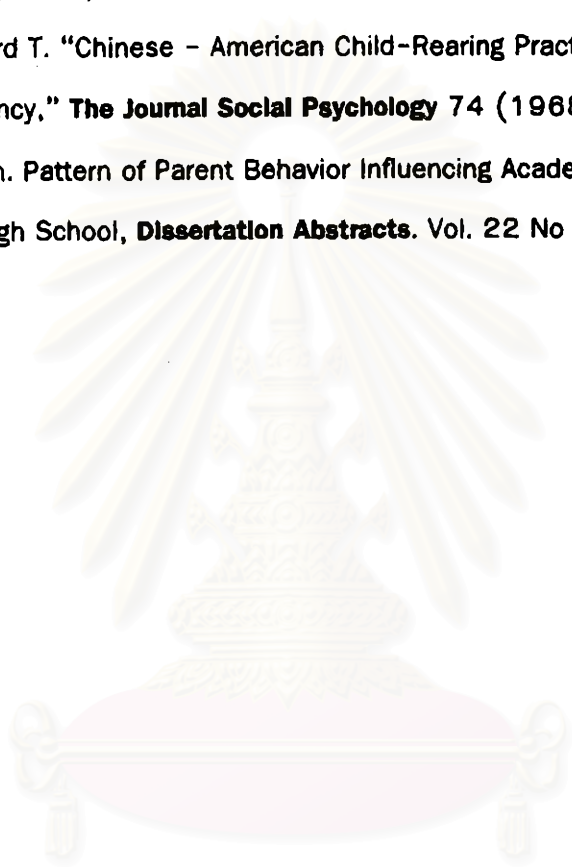 rd T. “Chinese – American Child-Rearing Pract
ncy.” The Journal Social Psychology 74 (1968
n. Pattern of Parent Behavior Influencing Acade
gh School, Dissertation Abstracts. Vol. 22 No